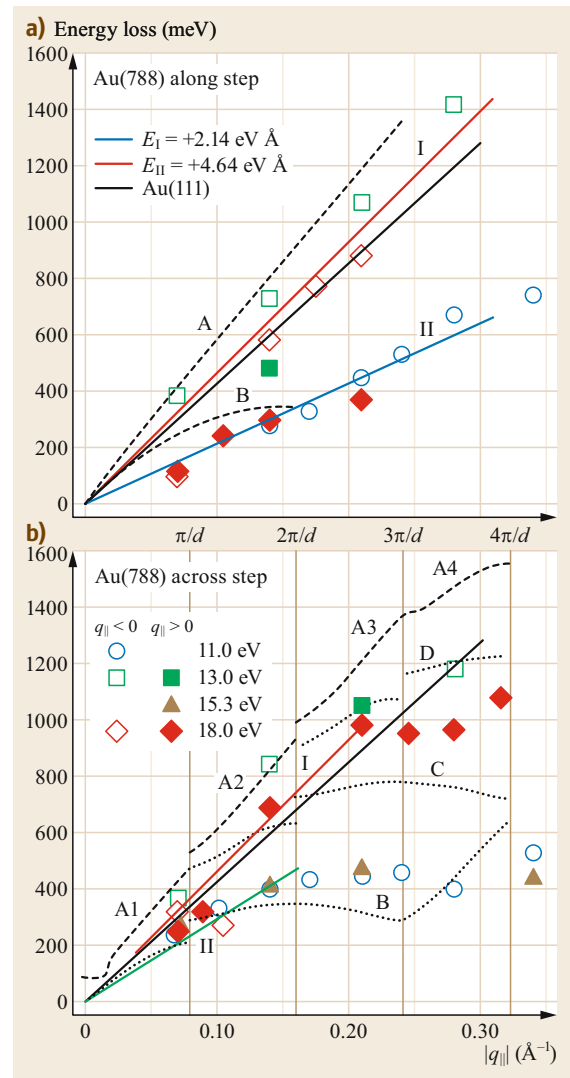 a) Energy loss (meV)
1600
Au(788) along step
1400
I
E_I = +2.14 eV Å
1200
E_II = +4.64 eV Å
Au(111)
1000
800
A
II
600
400
B
200
0
b)
π/d 2π/d 3π/d 4π/d
1600
Au(788) across step
A4
1400
q_|| < 0 q_|| > 0
A3
11.0 eV
D
1200
13.0 eV
15.3 eV
1000
18.0 eV
I
800
A2
C
600
400
A1
B
200
II
0
0 0.10 0.20 0.30
|q_||| (Å⁻¹)